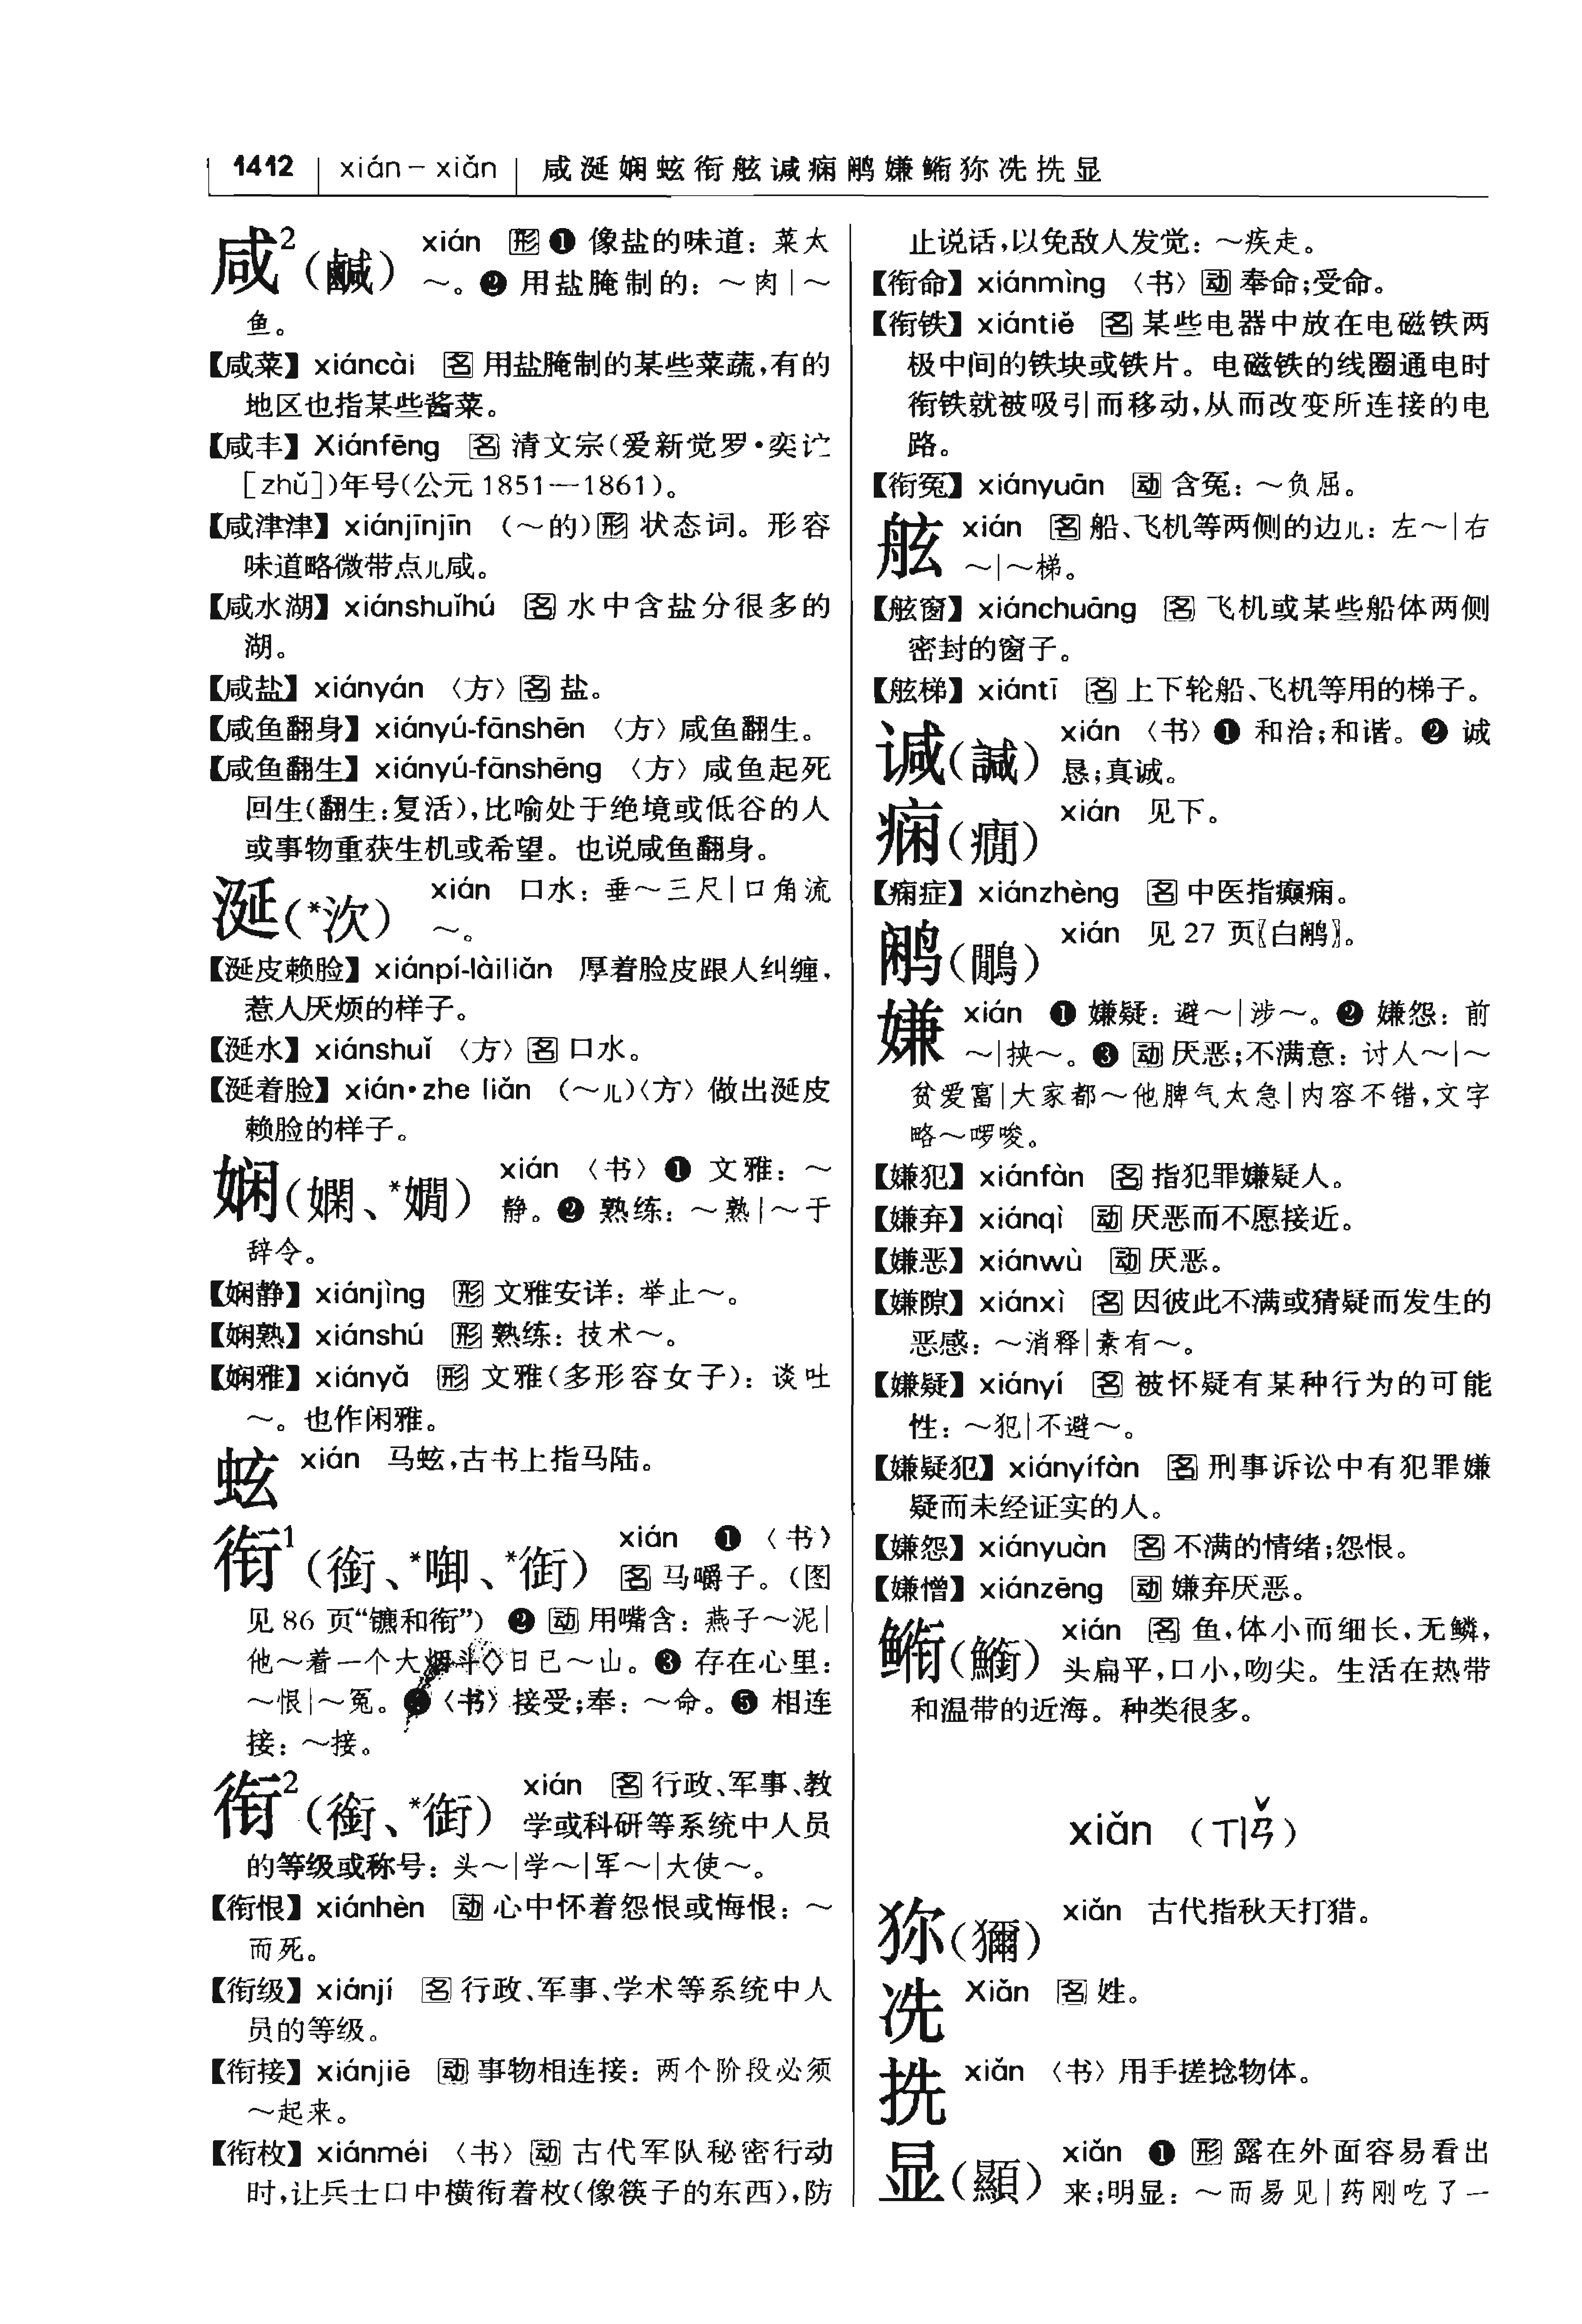 1412 xián－xiǎn 咸涎娴蚿衔舷诚痫鹇嫌䲗狝冼㧥显
咸²(鹹) xián 形 ❶ 像盐的味道：菜太
～。❷ 用盐腌制的：～肉|～
鱼。
【咸菜】xiáncài 名 用盐腌制的某些菜蔬，有的
地区也指某些酱菜。
【咸丰】Xiánfēng 名 清文宗（爱新觉罗·奕詝
［zhǔ］）年号（公元 1851—1861）。
【咸津津】xiánjīnjīn （～的）形 状态词。形容
味道略微带点儿咸。
【咸水湖】xiánshuǐhú 名 水中含盐分很多的
湖。
【咸盐】xiányán 〈方〉名 盐。
【咸鱼翻身】xiányú-fānshēn 〈方〉咸鱼翻生。
【咸鱼翻生】xiányú-fānshēng 〈方〉咸鱼起死
回生（翻生：复活），比喻处于绝境或低谷的人
或事物重获生机或希望。也说咸鱼翻身。
涎(*㳄) xián 口水：垂～三尺|口角流
～。
【涎皮赖脸】xiánpí-làiliǎn 厚着脸皮跟人纠缠，
惹人厌烦的样子。
【涎水】xiánshuǐ 〈方〉名 口水。
【涎着脸】xián·zhe liǎn （～儿）〈方〉做出涎皮
赖脸的样子。
娴(嫻、*嫺) xián 〈书〉❶ 文雅：～
静。❷ 熟练：～熟|～于
辞令。
【娴静】xiánjìng 形 文雅安详：举止～。
【娴熟】xiánshú 形 熟练：技术～。
【娴雅】xiányǎ 形 文雅（多形容女子）：谈吐
～。也作闲雅。
蚿 xián 马蚿，古书上指马陆。
衔¹(銜、*啣、*衘) xián ❶〈书〉
名 马嚼子。（图
见 86 页“镳和衔”）❷ 动 用嘴含：燕子～泥|
他～着一个大烟斗◇日已～山。❸ 存在心里：
～恨|～冤。❹〈书〉接受；奉：～命。❺ 相连
接：～接。
衔²(銜、*衘) xián 名 行政、军事、教
学或科研等系统中人员
的等级或称号：头～|学～|军～|大使～。
【衔恨】xiánhèn 动 心中怀着怨恨或悔恨：～
而死。
【衔级】xiánjí 名 行政、军事、学术等系统中人
员的等级。
【衔接】xiánjiē 动 事物相连接：两个阶段必须
～起来。
【衔枚】xiánméi 〈书〉动 古代军队秘密行动
时，让兵士口中横衔着枚（像筷子的东西），防
止说话，以免敌人发觉：～疾走。
【衔命】xiánmìng 〈书〉动 奉命；受命。
【衔铁】xiántiě 名 某些电器中放在电磁铁两
极中间的铁块或铁片。电磁铁的线圈通电时
衔铁就被吸引而移动，从而改变所连接的电
路。
【衔冤】xiányuān 动 含冤：～负屈。
舷 xián 名 船、飞机等两侧的边儿：左～|右
～|～梯。
【舷窗】xiánchuāng 名 飞机或某些船体两侧
密封的窗子。
【舷梯】xiántī 名 上下轮船、飞机等用的梯子。
𫍯(諴) xián 〈书〉❶ 和洽；和谐。❷ 诚
恳；真诚。
痫(癇) xián 见下。
【痫症】xiánzhèng 名 中医指癫痫。
鹇(鷴) xián 见 27 页〖白鹇〗。
嫌 xián ❶ 嫌疑：避～|涉～。❷ 嫌怨：前
～|挟～。❸ 动 厌恶；不满意：讨人～|～
贫爱富|大家都～他脾气太急|内容不错，文字
略～啰唆。
【嫌犯】xiánfàn 名 指犯罪嫌疑人。
【嫌弃】xiánqì 动 厌恶而不愿接近。
【嫌恶】xiánwù 动 厌恶。
【嫌隙】xiánxì 名 因彼此不满或猜疑而发生的
恶感：～消释|素有～。
【嫌疑】xiányí 名 被怀疑有某种行为的可能
性：～犯|不避～。
【嫌疑犯】xiányífàn 名 刑事诉讼中有犯罪嫌
疑而未经证实的人。
【嫌怨】xiányuàn 名 不满的情绪；怨恨。
【嫌憎】xiánzēng 动 嫌弃厌恶。
䲗(䱤) xián 名 鱼，体小而细长，无鳞，
头扁平，口小，吻尖。生活在热带
和温带的近海。种类很多。
xiǎn （ㄒㄧㄢˇ）
狝(獮) xiǎn 古代指秋天打猎。
冼 Xiǎn 名 姓。
㧥 xiǎn 〈书〉用手搓捻物体。
显(顯) xiǎn ❶ 形 露在外面容易看出
来；明显：～而易见|药刚吃了一